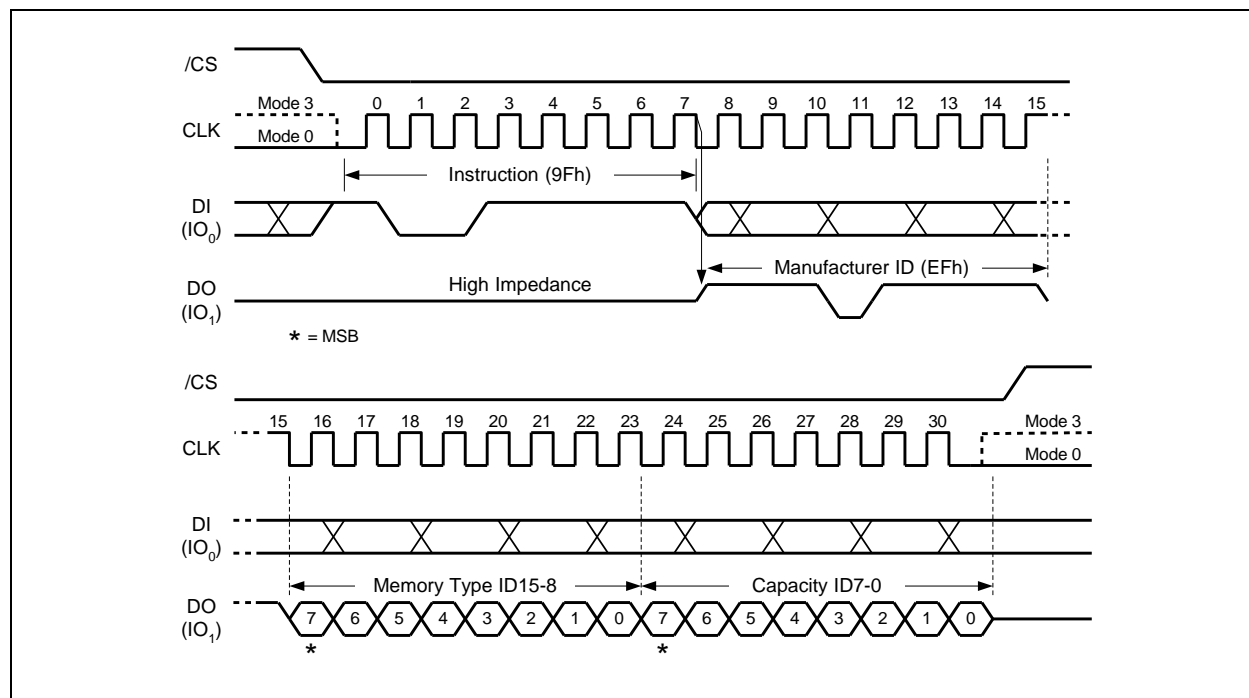 /CS
Mode 3
0 1 2 3 4 5 6 7 8 9 10 11 12 13 14 15
CLK
Mode 0
Instruction (9Fh)
DI
(IO0)
Manufacturer ID (EFh)
High Impedance
DO
(IO1)
* = MSB
/CS
15 16 17 18 19 20 21 22 23 24 25 26 27 28 29 30
Mode 3
CLK
Mode 0
DI
(IO0)
Memory Type ID15-8 Capacity ID7-0
DO
(IO1)
7 6 5 4 3 2 1 0 7 6 5 4 3 2 1 0
* *